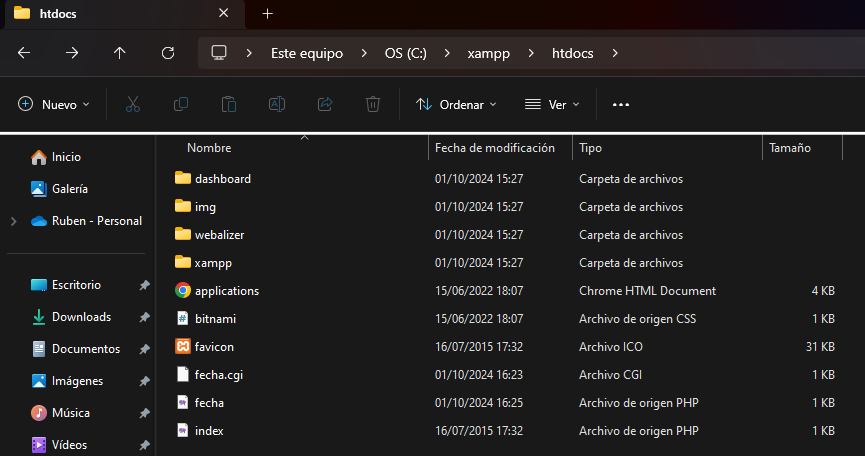 htdocs
Este equipo OS (C:) xampp htdocs
Nuevo Ordenar Ver
Nombre Fecha de modificación Tipo Tamaño
Inicio
Galería
Ruben - Personal
Escritorio
Downloads
Documentos
Imágenes
Música
Vídeos
dashboard 01/10/2024 15:27 Carpeta de archivos
img 01/10/2024 15:27 Carpeta de archivos
webalizer 01/10/2024 15:27 Carpeta de archivos
xampp 01/10/2024 15:27 Carpeta de archivos
applications 15/06/2022 18:07 Chrome HTML Document 4 KB
bitnami 15/06/2022 18:07 Archivo de origen CSS 1 KB
favicon 16/07/2015 17:32 Archivo ICO 31 KB
fecha.cgi 01/10/2024 16:23 Archivo CGI 1 KB
fecha 01/10/2024 16:25 Archivo de origen PHP 1 KB
index 16/07/2015 17:32 Archivo de origen PHP 1 KB